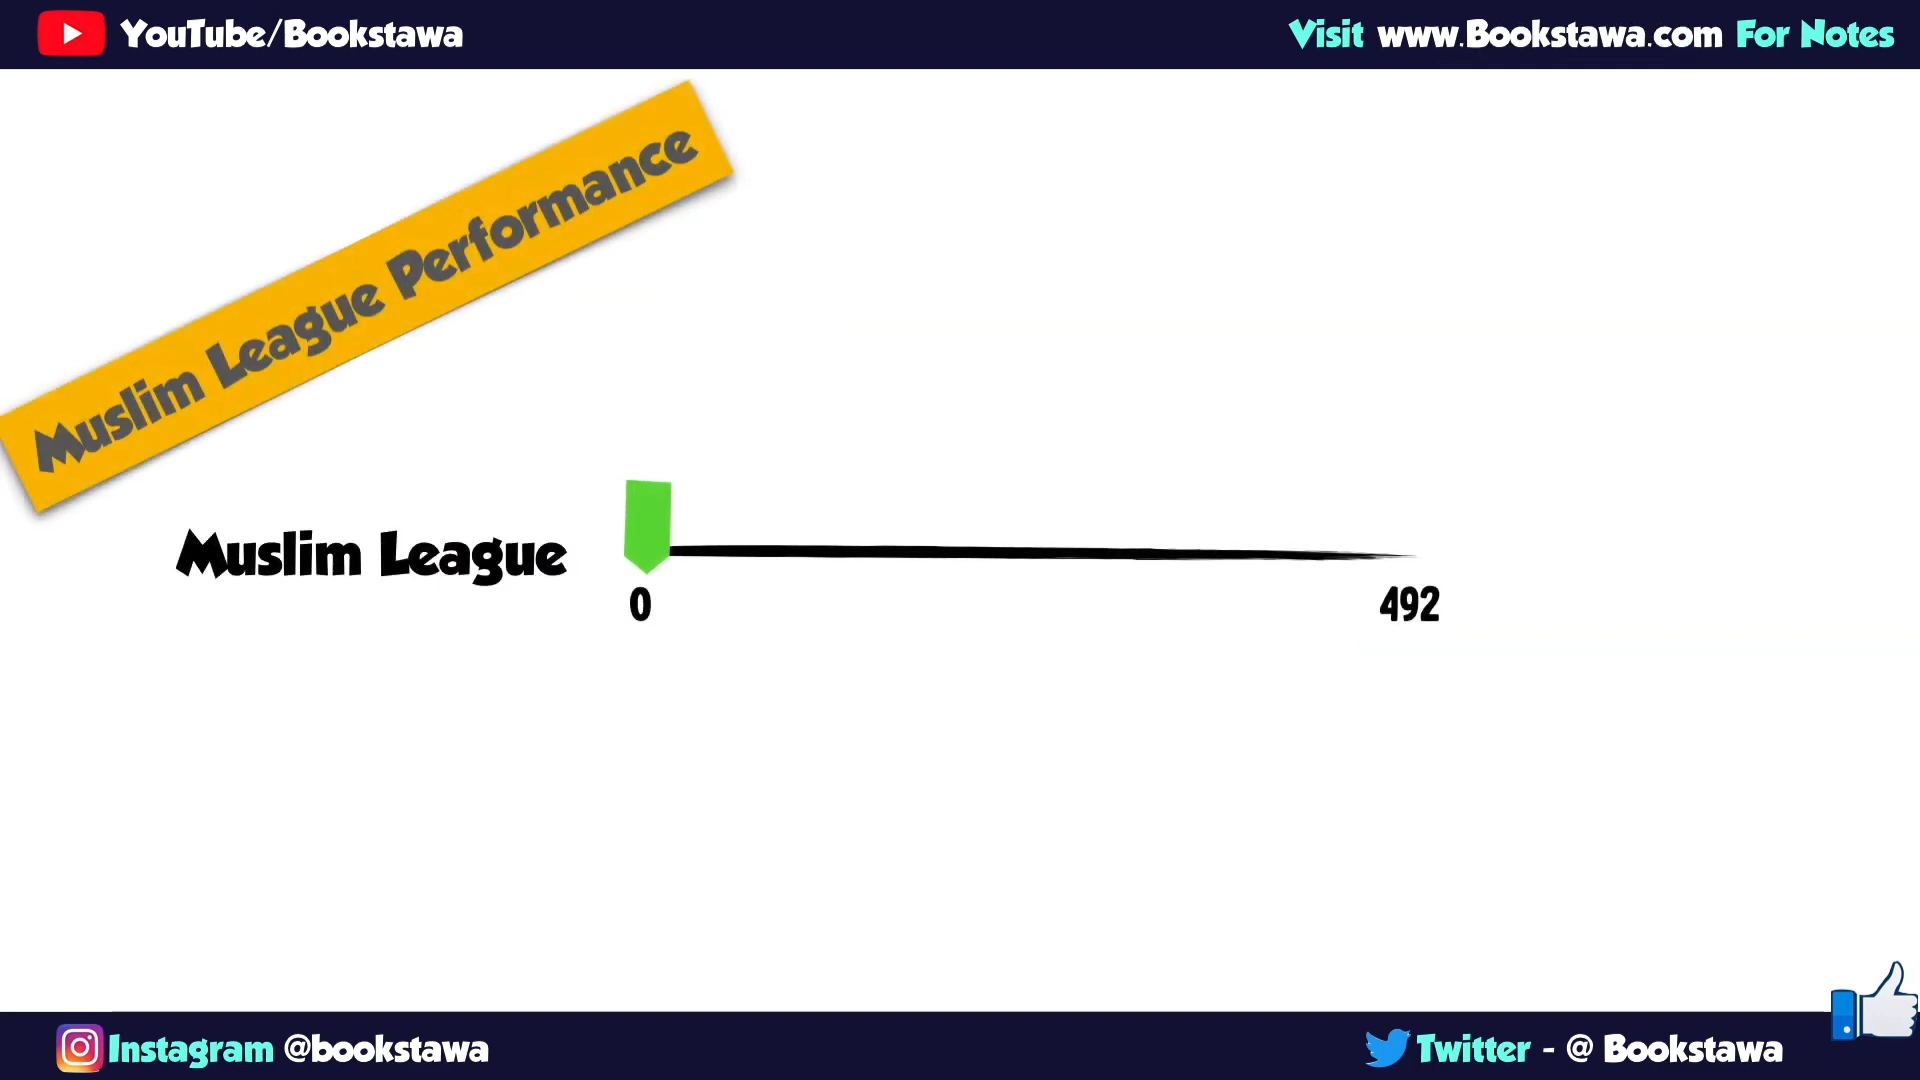 YouTube/Bookstawa
Visit www.Bookstawa.com For Notes
Muslim League Performance
Muslim League
0
492
Instagram @bookstawa
Twitter - @ Bookstawa